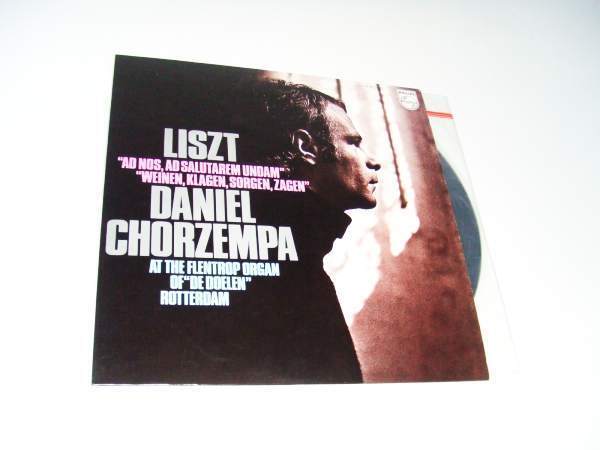 LISZT
"AD NOS, AD SALUTAREM UNDAM"
"WEINEN, KLAGEN, SORGEN, ZAGEN"
DANIEL
CHORZEMPA
AT THE FLENTROP ORGAN
OF "DE DOELEN"
ROTTERDAM
PHILIPS